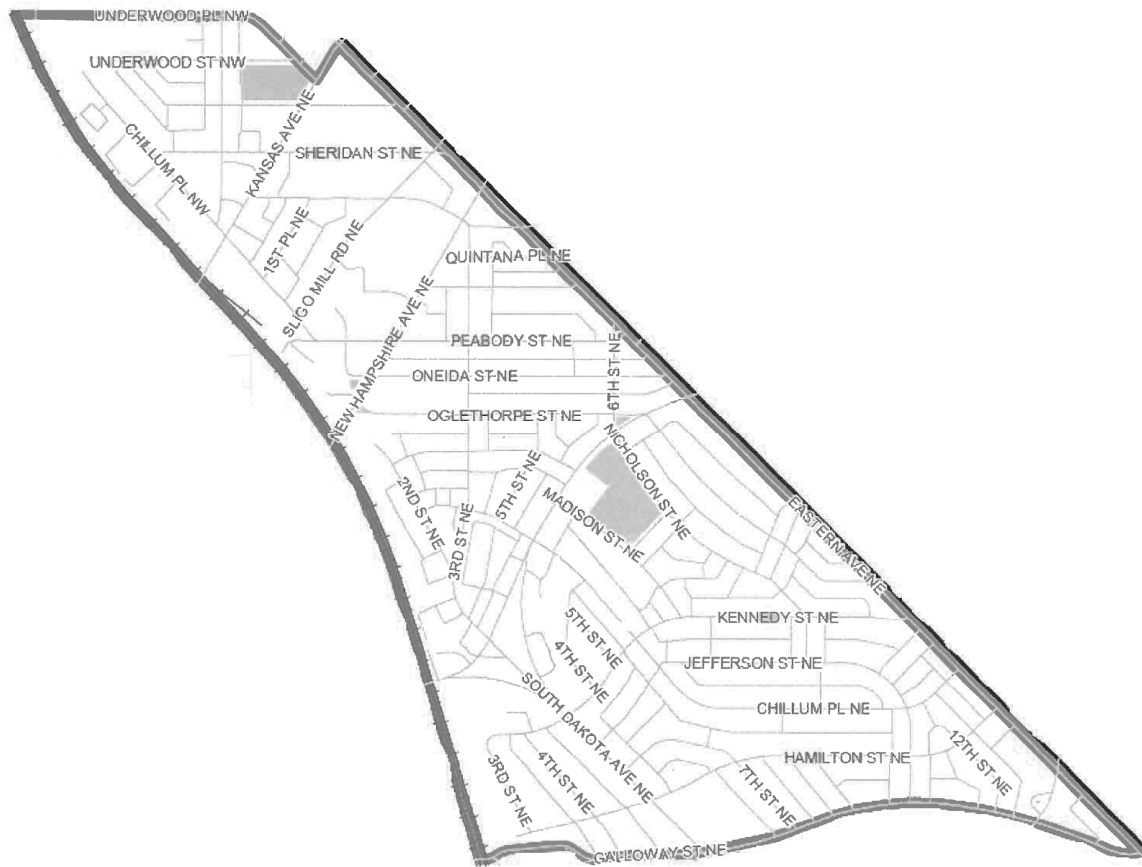 UNDERWOOD PL NW
UNDERWOOD ST NW
KANSAS AVE NE
CHILLUM PL NW
SHERIDAN ST NE
1ST PL NE
SLIGO MILL RD NE
QUINTANA PL NE
NEW HAMPSHIRE AVE NE
PEABODY ST NE
6TH ST NE
ONEIDA ST NE
OGLETHORPE ST NE
NICHOLSON ST NE
2ND ST NE
5TH ST NE
3RD ST NE
MADISON ST NE
EASTERN AVE NE
KENNEDY ST NE
5TH ST NE
4TH ST NE
JEFFERSON ST NE
SOUTH DAKOTA AVE NE
CHILLUM PL NE
HAMILTON ST NE
12TH ST NE
3RD ST NE
4TH ST NE
7TH ST NE
GALLOWAY ST NE